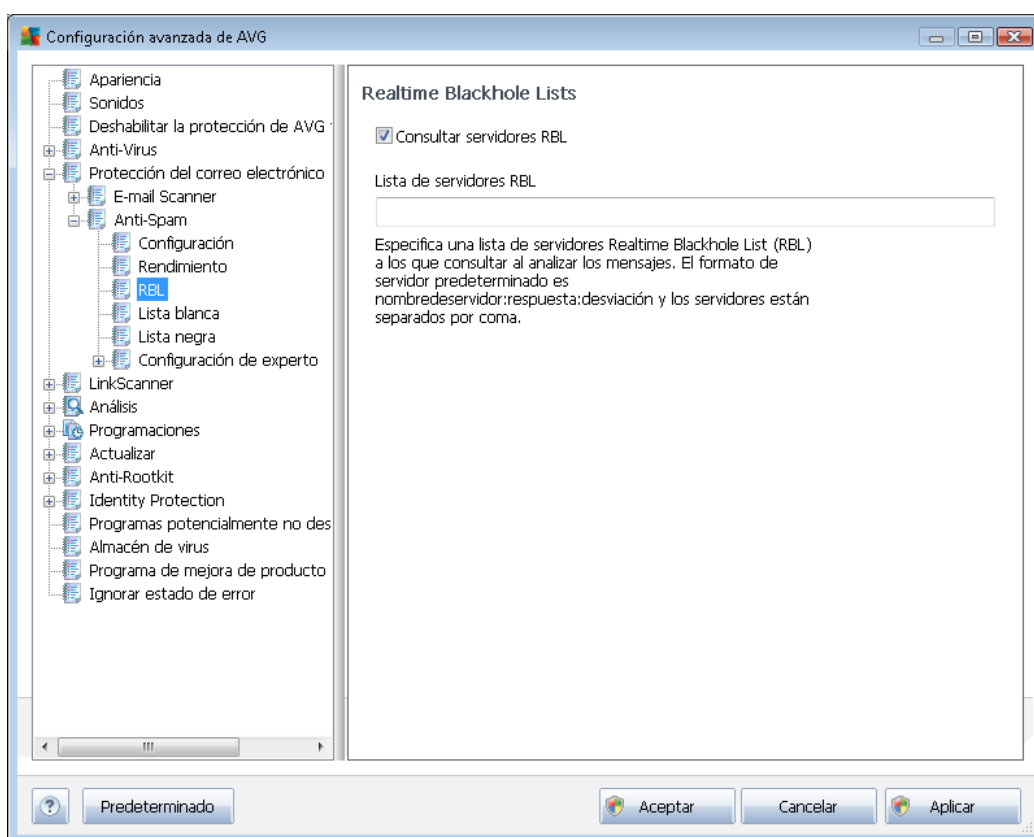 Configuración avanzada de AVG
Apariencia
Sonidos
Deshabilitar la protección de AVG
Anti-Virus
Protección del correo electrónico
E-mail Scanner
Anti-Spam
Configuración
Rendimiento
RBL
Lista blanca
Lista negra
Configuración de experto
LinkScanner
Análisis
Programaciones
Actualizar
Anti-Rootkit
Identity Protection
Programas potencialmente no des
Almacén de virus
Programa de mejora de producto
Ignorar estado de error
Realtime Blackhole Lists
Consultar servidores RBL
Lista de servidores RBL
Especifica una lista de servidores Realtime Blackhole List (RBL)
a los que consultar al analizar los mensajes. El formato de
servidor predeterminado es
nombredeservidor:respuesta:desviación y los servidores están
separados por coma.
?
Predeterminado
Aceptar
Cancelar
Aplicar